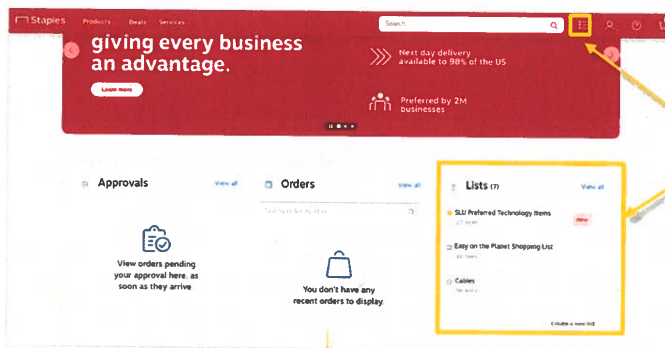 Staples
Products Deals Services
Search
giving every business
an advantage.
Learn more
Next day delivery
available to 98% of the US
Preferred by 2M
businesses
Approvals
View all
View orders pending
your approval here, as
soon as they arrive
Orders
View all
You don't have any
recent orders to display.
Lists (7)
View all
SLU Preferred Technology Items
new
Easy on the Planet Shopping List
Cables
Create a new list